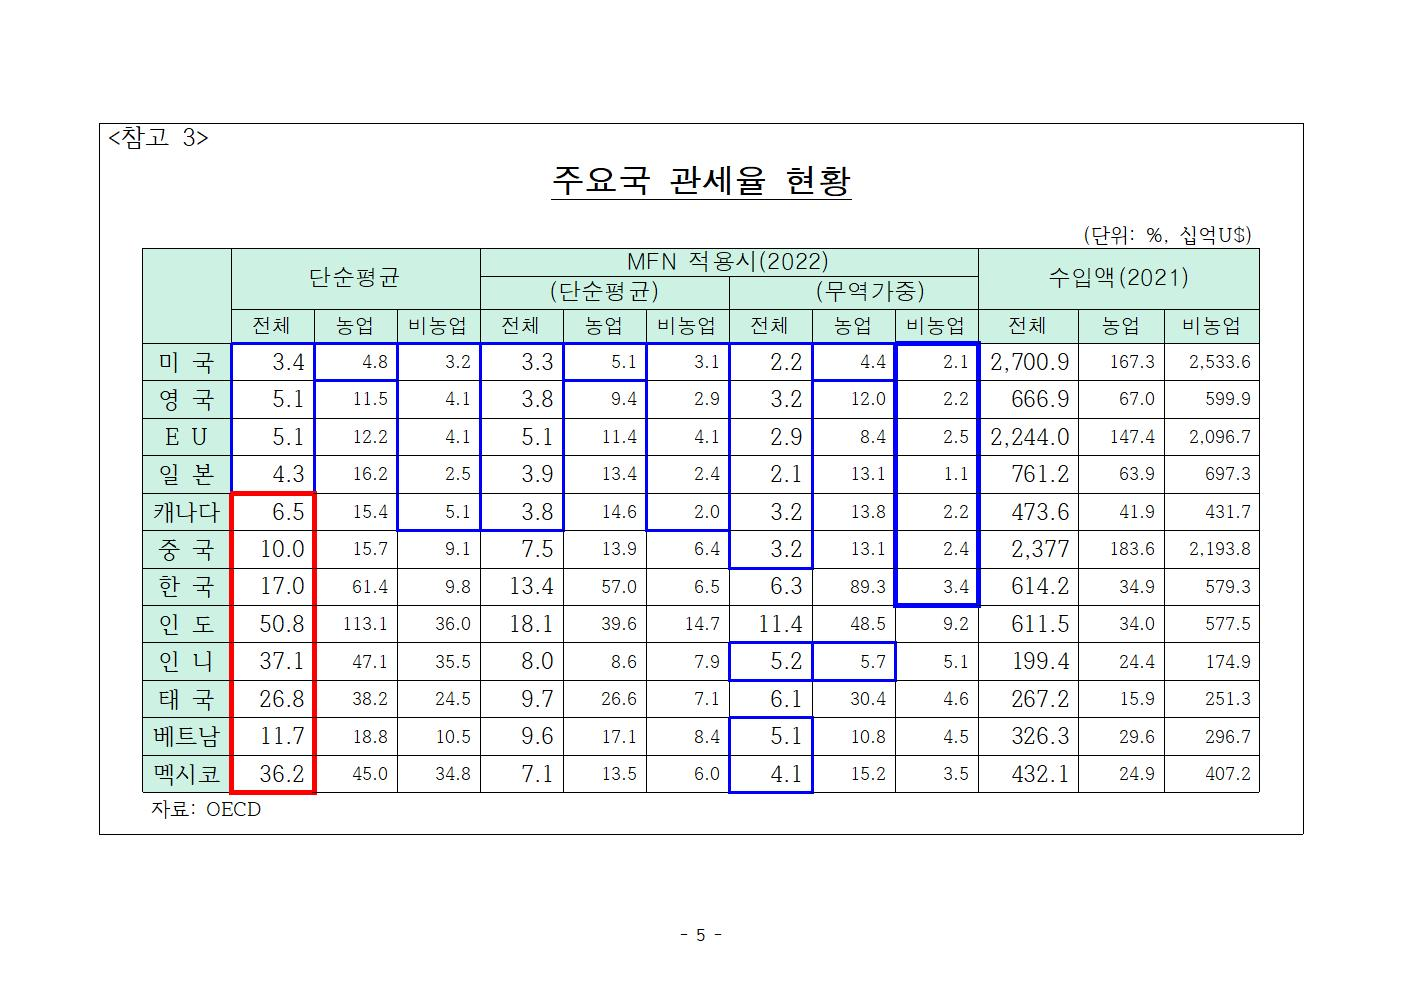 <참고 3>
주요국 관세율 현황
(단위: %, 십억U$)
단순평균 MFN 적용시(2022) 수입액(2021)
(단순평균) (무역가중)
전체 농업 비농업 전체 농업 비농업 전체 농업 비농업 전체 농업 비농업
미 국 3.4 4.8 3.2 3.3 5.1 3.1 2.2 4.4 2.1 2,700.9 167.3 2,533.6
영 국 5.1 11.5 4.1 3.8 9.4 2.9 3.2 12.0 2.2 666.9 67.0 599.9
E U 5.1 12.2 4.1 5.1 11.4 4.1 2.9 8.4 2.5 2,244.0 147.4 2,096.7
일 본 4.3 16.2 2.5 3.9 13.4 2.4 2.1 13.1 1.1 761.2 63.9 697.3
캐나다 6.5 15.4 5.1 3.8 14.6 2.0 3.2 13.8 2.2 473.6 41.9 431.7
중 국 10.0 15.7 9.1 7.5 13.9 6.4 3.2 13.1 2.4 2,377 183.6 2,193.8
한 국 17.0 61.4 9.8 13.4 57.0 6.5 6.3 89.3 3.4 614.2 34.9 579.3
인 도 50.8 113.1 36.0 18.1 39.6 14.7 11.4 48.5 9.2 611.5 34.0 577.5
인 니 37.1 47.1 35.5 8.0 8.6 7.9 5.2 5.7 5.1 199.4 24.4 174.9
태 국 26.8 38.2 24.5 9.7 26.6 7.1 6.1 30.4 4.6 267.2 15.9 251.3
베트남 11.7 18.8 10.5 9.6 17.1 8.4 5.1 10.8 4.5 326.3 29.6 296.7
멕시코 36.2 45.0 34.8 7.1 13.5 6.0 4.1 15.2 3.5 432.1 24.9 407.2
자료: OECD
- 5 -